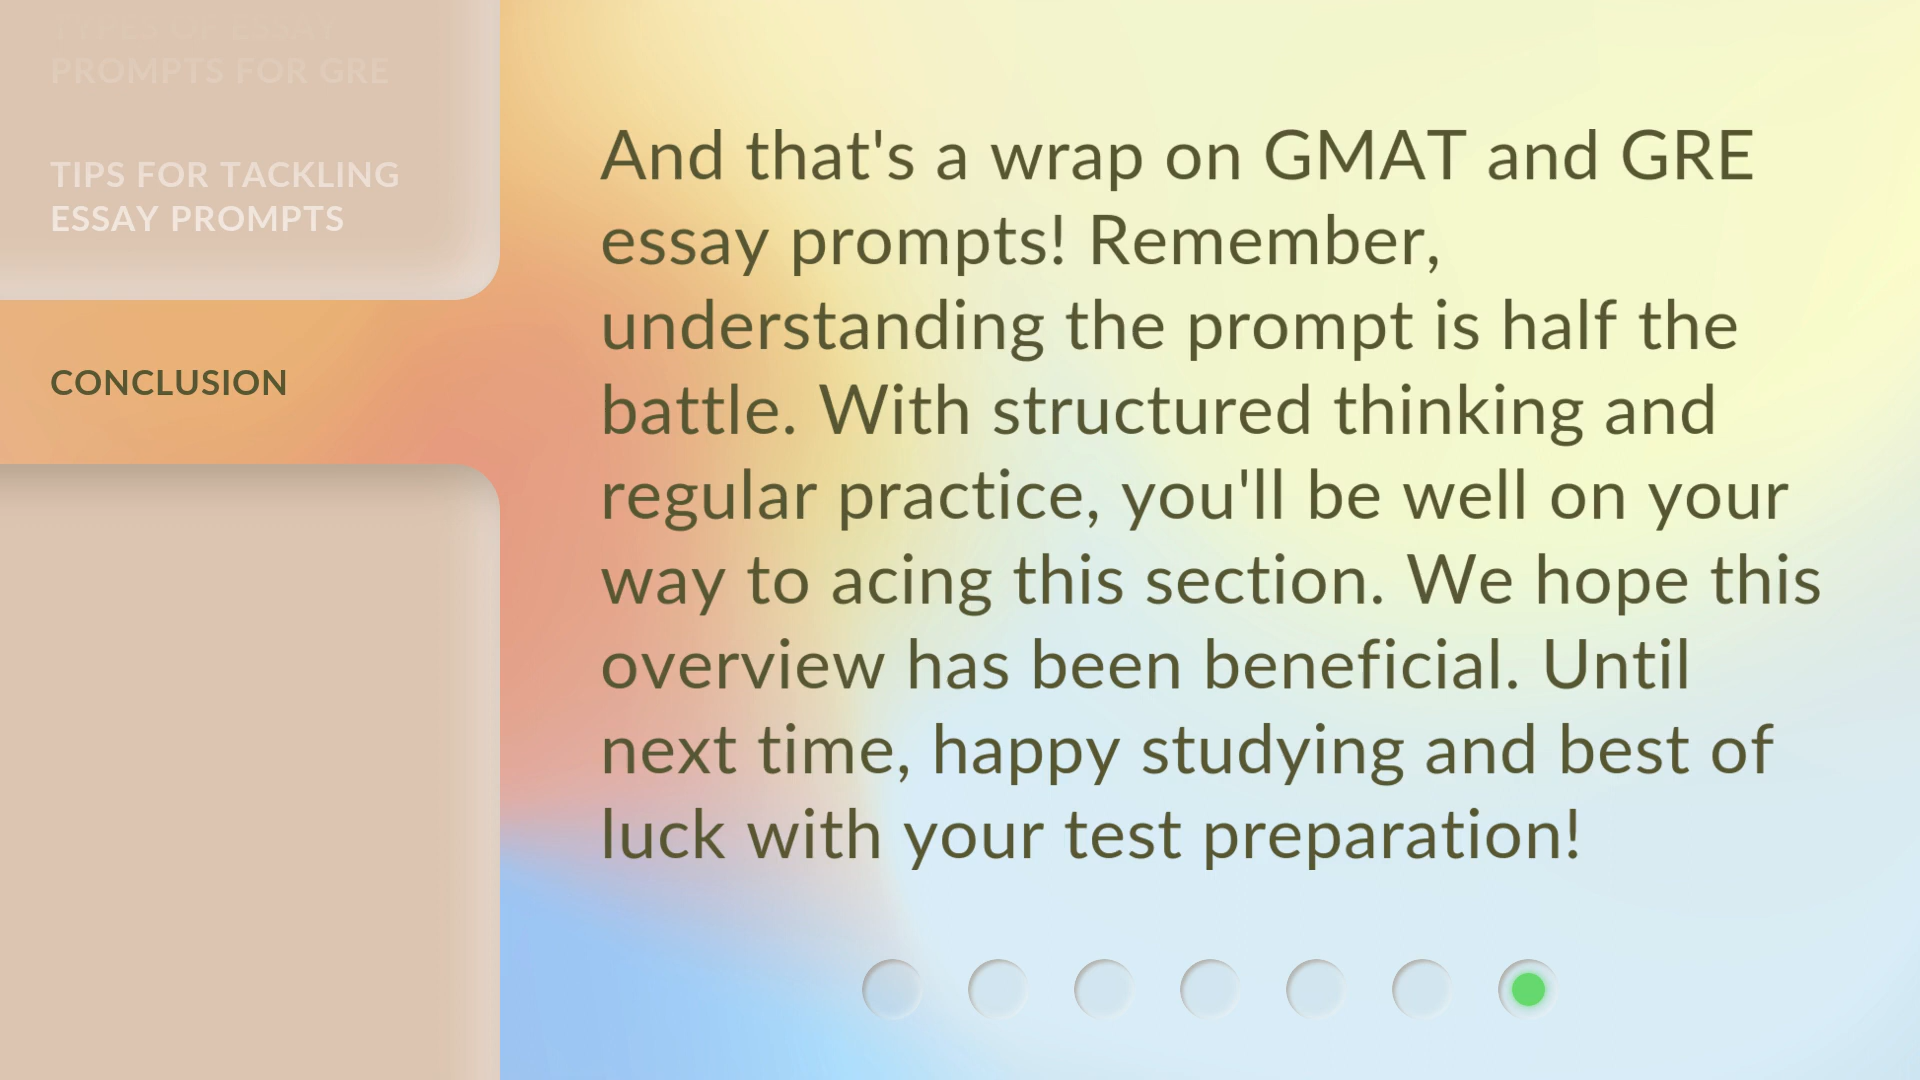 TYPES OF ESSAY
PROMPTS FOR GRE
TIPS FOR TACKLING
ESSAY PROMPTS
CONCLUSION
And that's a wrap on GMAT and GRE
essay prompts! Remember,
understanding the prompt is half the
battle. With structured thinking and
regular practice, you'll be well on your
way to acing this section. We hope this
overview has been beneficial. Until
next time, happy studying and best of
luck with your test preparation!